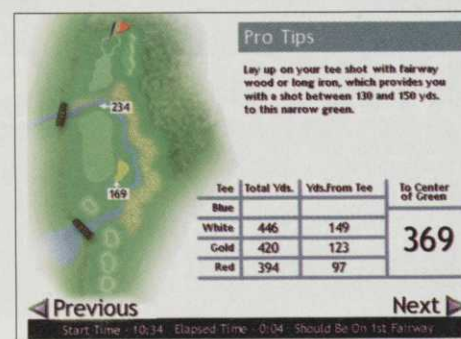 Pro Tips
Lay up on your tee shot with fairway
wood or long iron, which provides you
with a shot between 130 and 150 yds.
to this narrow green.
234
169
Tee Total Yds. Yds.From Tee To Center of Green
Blue
White 446 149
Gold 420 123
Red 394 97
369
Previous Next
Start Time - 10:34 Elapsed Time - 0:04 Should Be On 1st Fairway